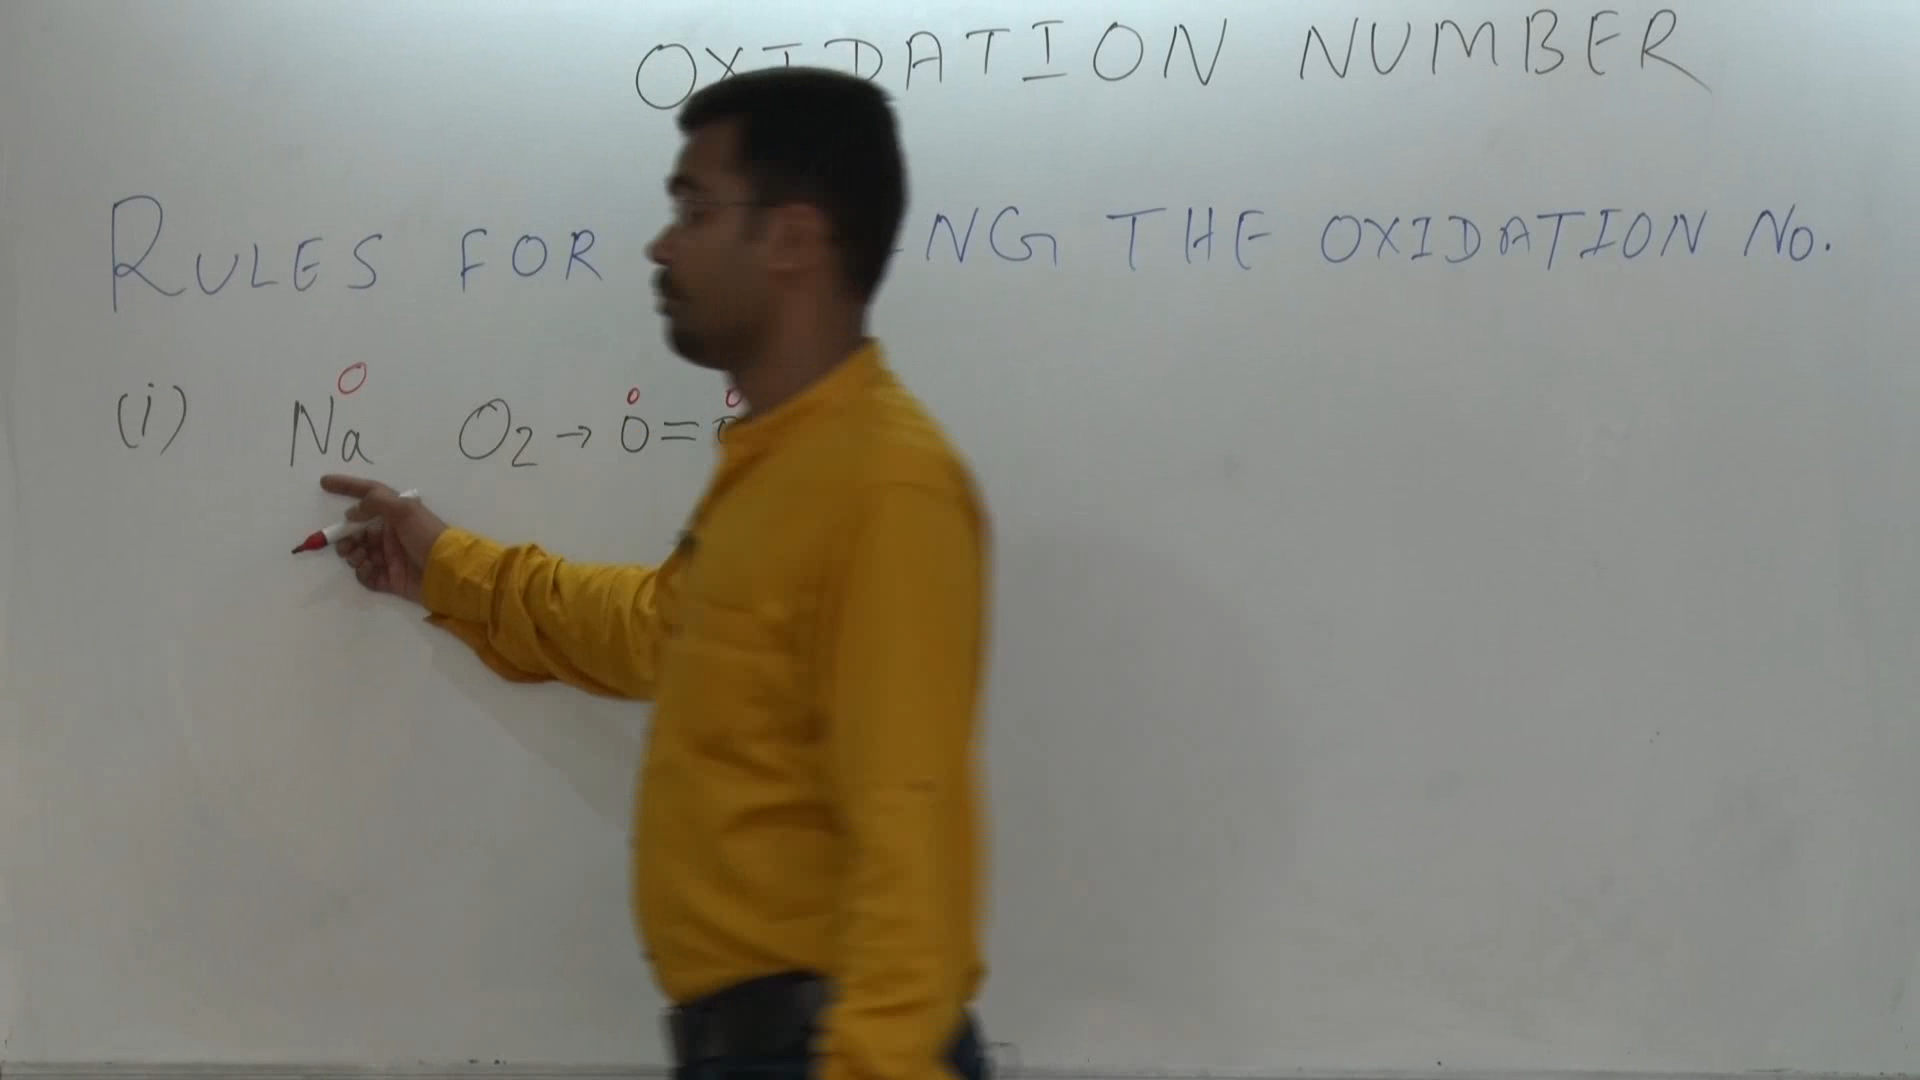 OXIDATION NUMBER
RULES FOR NG THE OXIDATION No.
(i) Na⁰ O₂ → O⁰ =